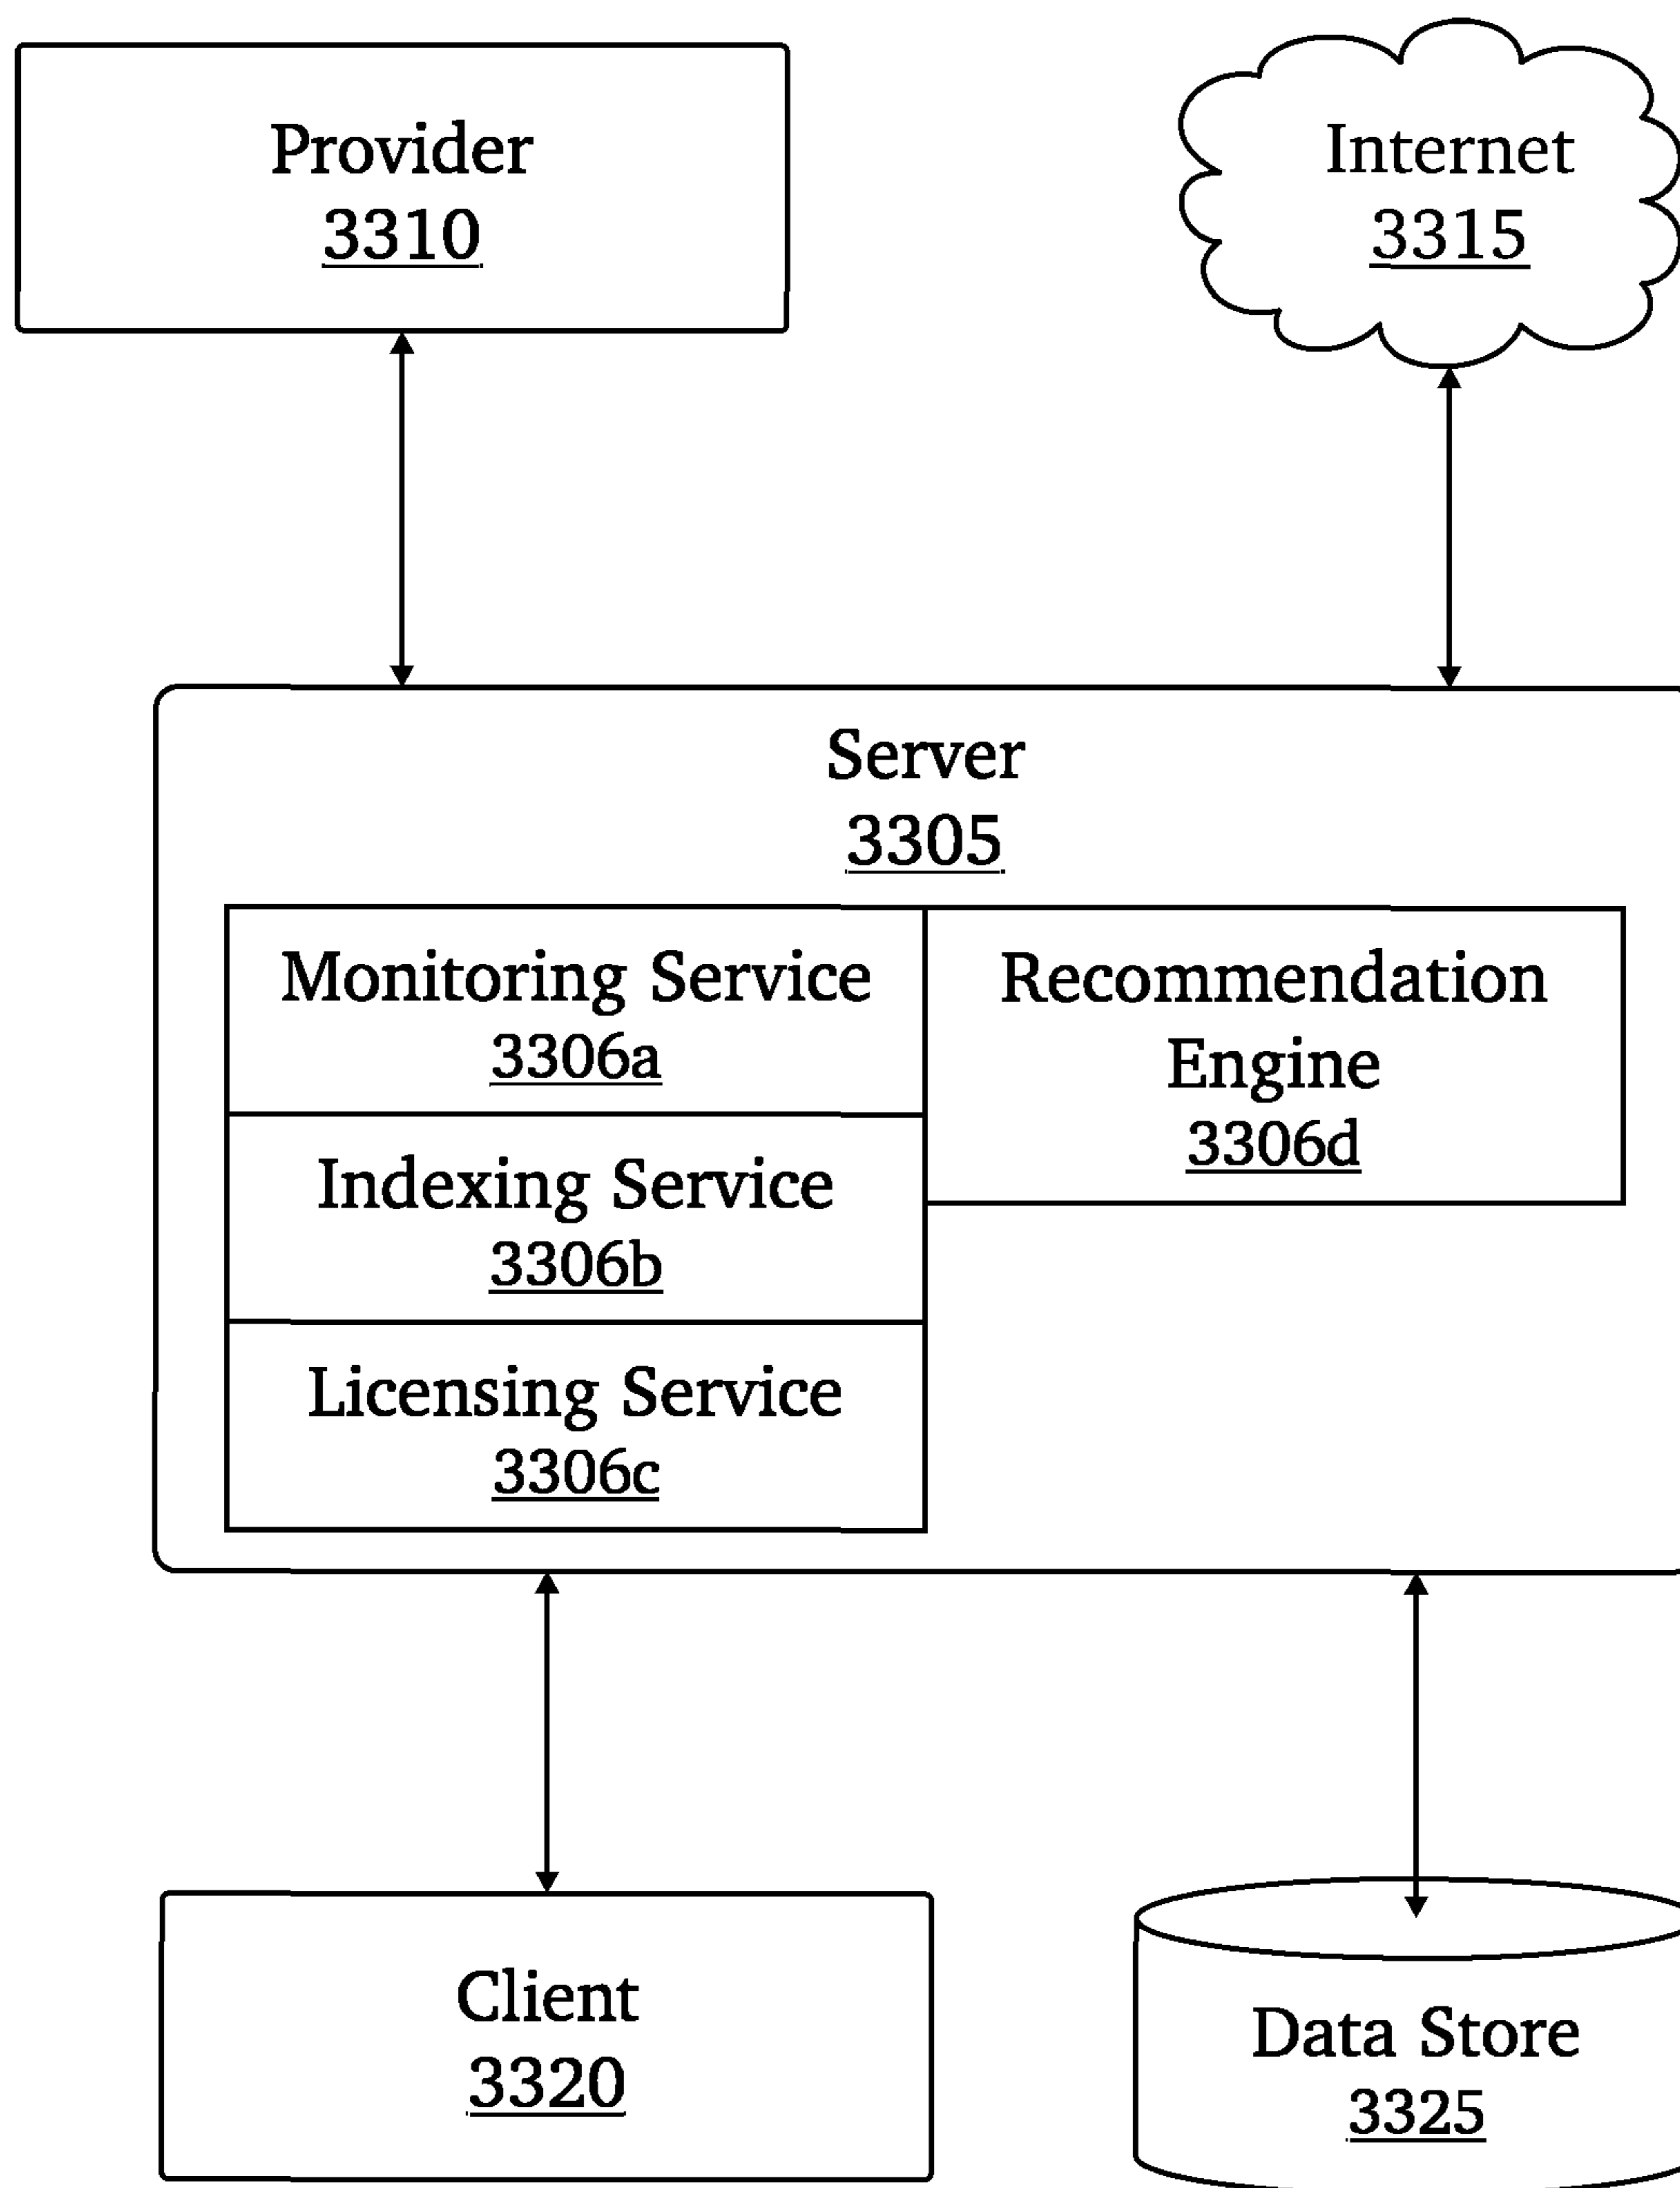 Provider
3310
Internet
3315
Server
3305
Monitoring Service
3306a
Indexing Service
3306b
Licensing Service
3306c
Recommendation
Engine
3306d
Client
3320
Data Store
3325